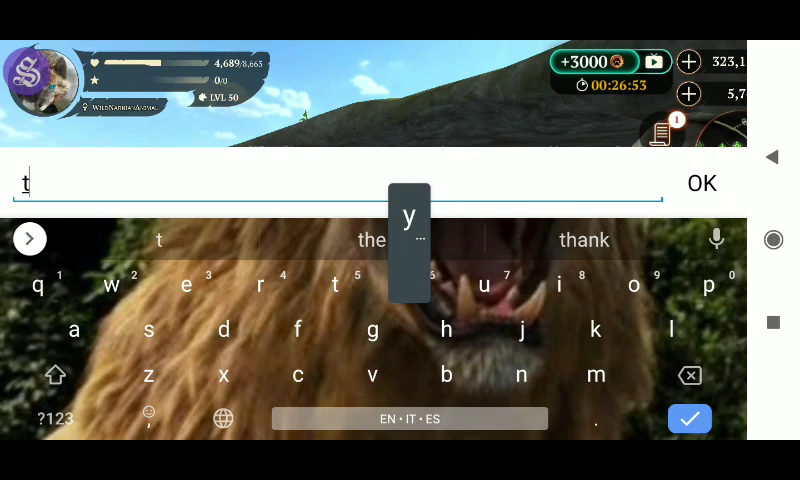 S
4,689/8,663
0/0
LVL 50
WildNarnianAnimal
+3000
00:26:53
323,1
5,7
1
t
OK
y
...
t the thank
q 1 w 2 e 3 r 4 t 5 6 u 7 i 8 o 9 p 0
a s d f g h j k l
z x c v b n m
?123 , EN • IT • ES .